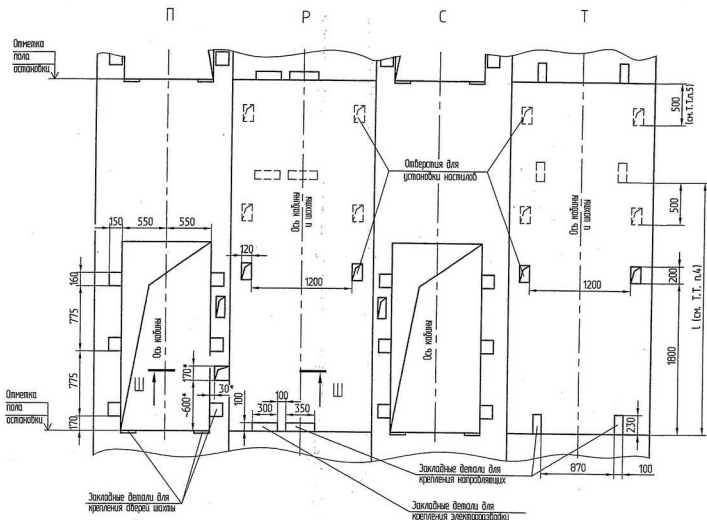 П
Р
С
Т
Отметка
пола
остановки
500
(см.Т.Т.п.5)
Отверстия для
установки настилов
150
550
550
Ось кабины
и шахты
Ось кабины
и шахты
500
120
160
1200
1200
200
775
Ось кабины
Ось кабины
1800
L (см. Т.Т. п.4)
775
Ш
170*
30*
~600*
Ш
Отметка
пола
остановки
170
100
300
100
350
230
870
100
Закладные детали для
крепления дверей шахты
Закладные детали для
крепления направляющих
Закладные детали для
крепления электроразводки